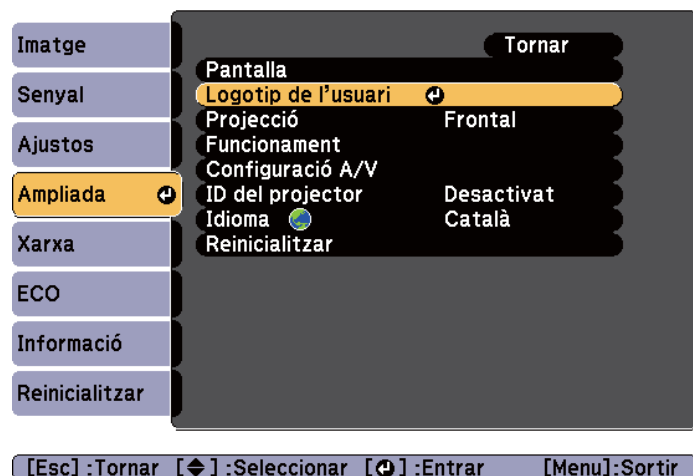 Imatge
Senyal
Ajustos
Ampliada
Xarxa
ECO
Informació
Reinicialitzar
Tornar
Pantalla
Logotip de l’usuari
Projecció Frontal
Funcionament
Configuració A/V
ID del projector Desactivat
Idioma Català
Reinicialitzar
[Esc] :Tornar [ ] :Seleccionar [ ] :Entrar [Menu]:Sortir